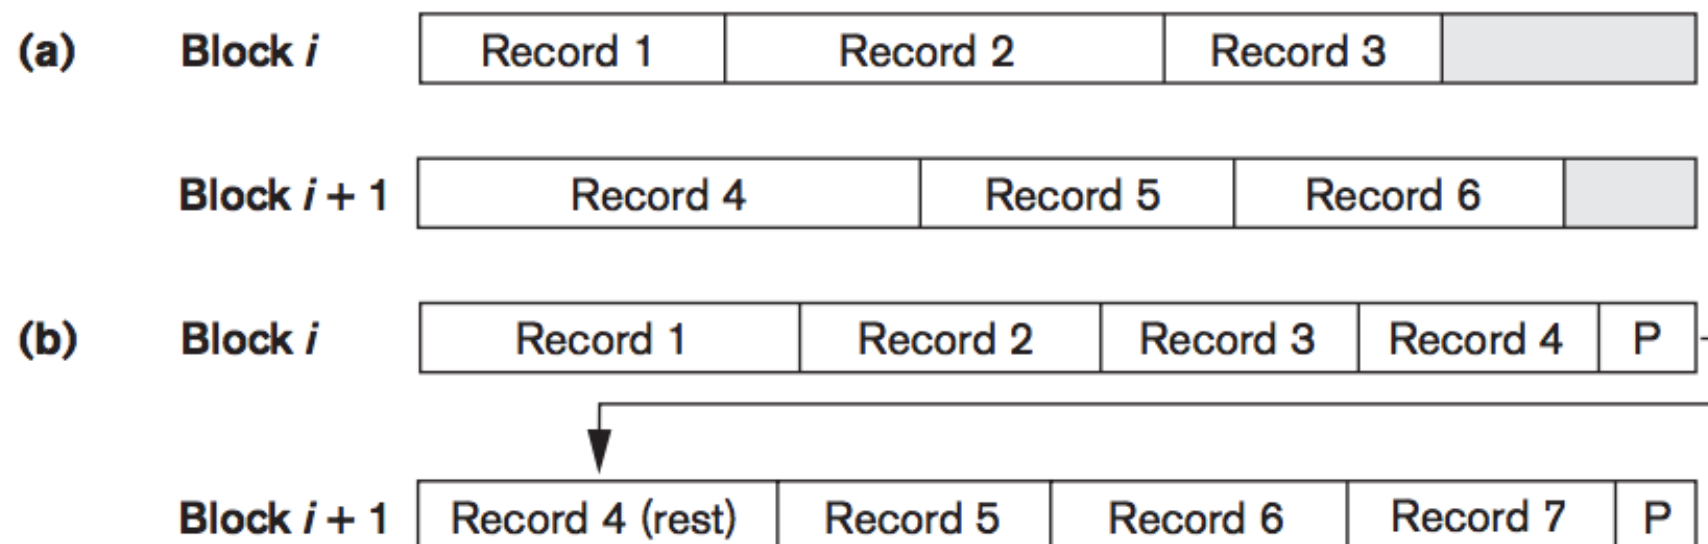 (a) Block i Record 1 Record 2 Record 3
Block i + 1 Record 4 Record 5 Record 6
(b) Block i Record 1 Record 2 Record 3 Record 4 P
Block i + 1 Record 4 (rest) Record 5 Record 6 Record 7 P